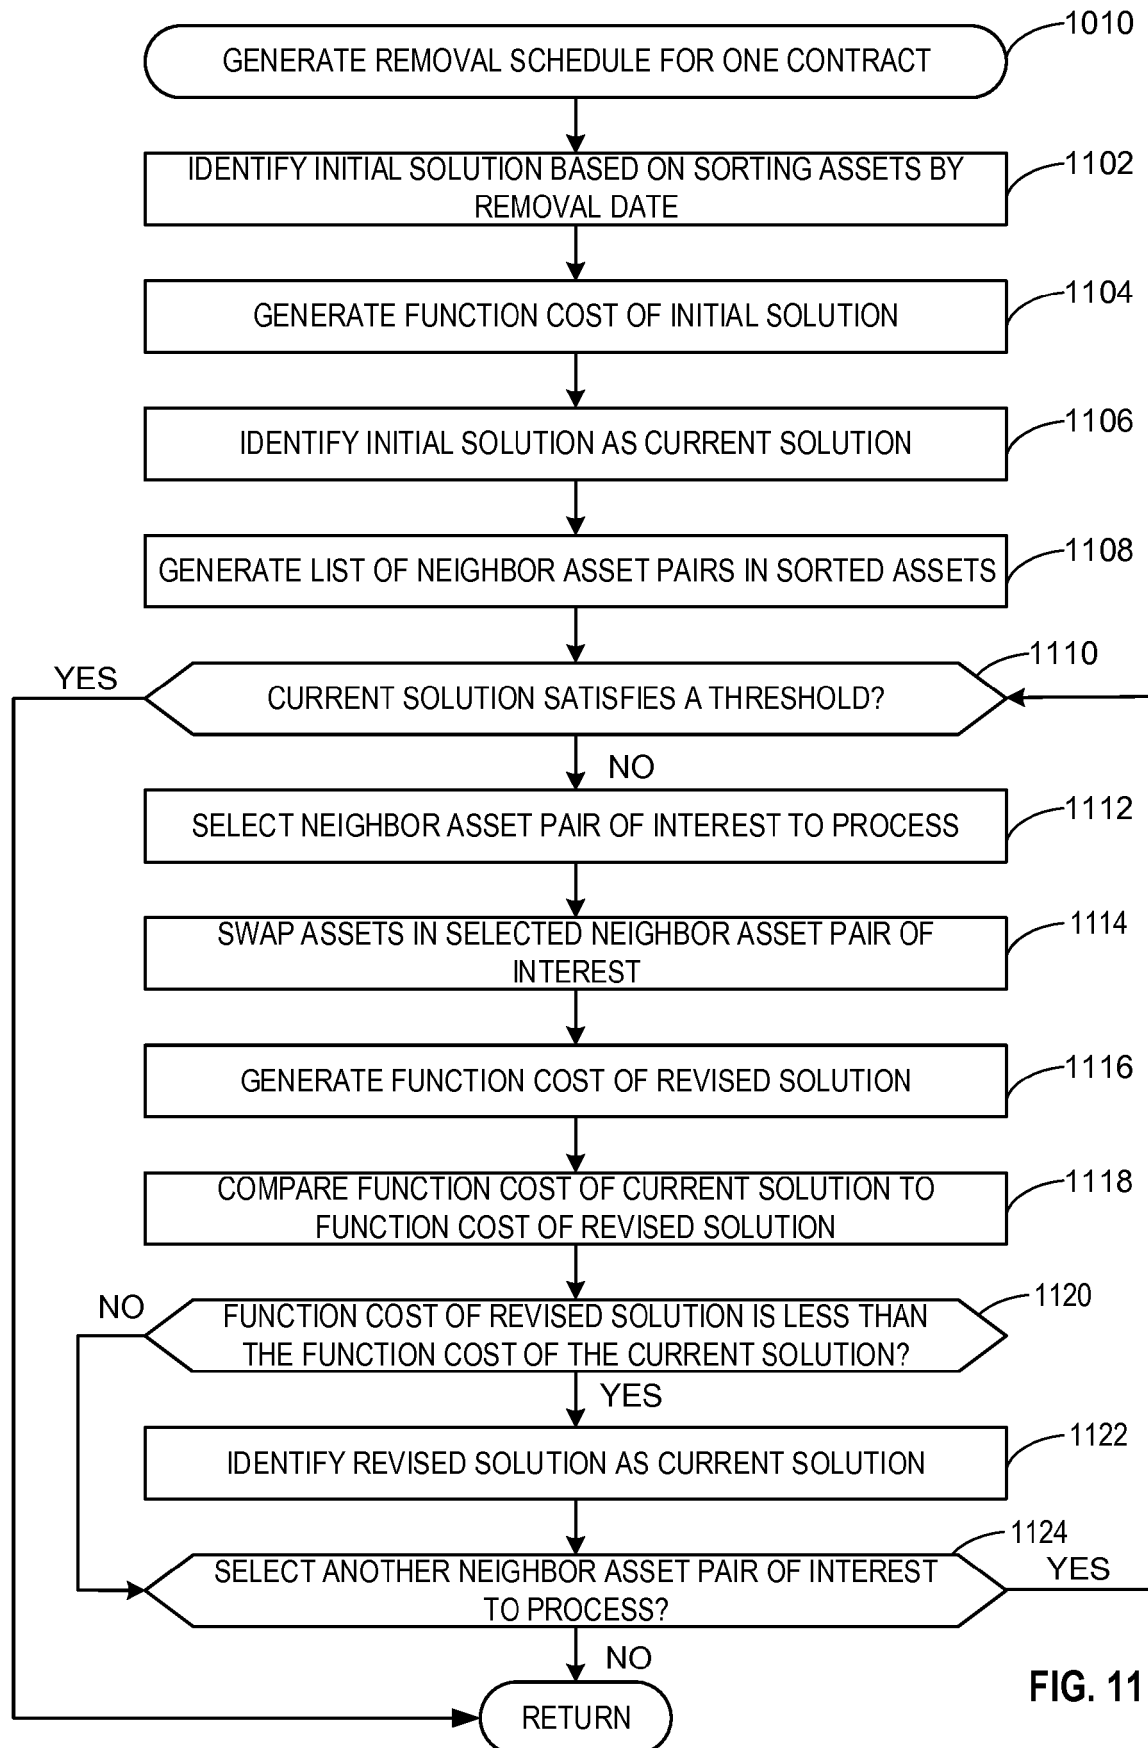 1010
GENERATE REMOVAL SCHEDULE FOR ONE CONTRACT
1102
IDENTIFY INITIAL SOLUTION BASED ON SORTING ASSETS BY
REMOVAL DATE
1104
GENERATE FUNCTION COST OF INITIAL SOLUTION
1106
IDENTIFY INITIAL SOLUTION AS CURRENT SOLUTION
1108
GENERATE LIST OF NEIGHBOR ASSET PAIRS IN SORTED ASSETS
1110
YES
CURRENT SOLUTION SATISFIES A THRESHOLD?
NO
1112
SELECT NEIGHBOR ASSET PAIR OF INTEREST TO PROCESS
1114
SWAP ASSETS IN SELECTED NEIGHBOR ASSET PAIR OF
INTEREST
1116
GENERATE FUNCTION COST OF REVISED SOLUTION
1118
COMPARE FUNCTION COST OF CURRENT SOLUTION TO
FUNCTION COST OF REVISED SOLUTION
1120
NO
FUNCTION COST OF REVISED SOLUTION IS LESS THAN
THE FUNCTION COST OF THE CURRENT SOLUTION?
YES
1122
IDENTIFY REVISED SOLUTION AS CURRENT SOLUTION
1124
SELECT ANOTHER NEIGHBOR ASSET PAIR OF INTEREST
TO PROCESS?
YES
NO
RETURN
FIG. 11